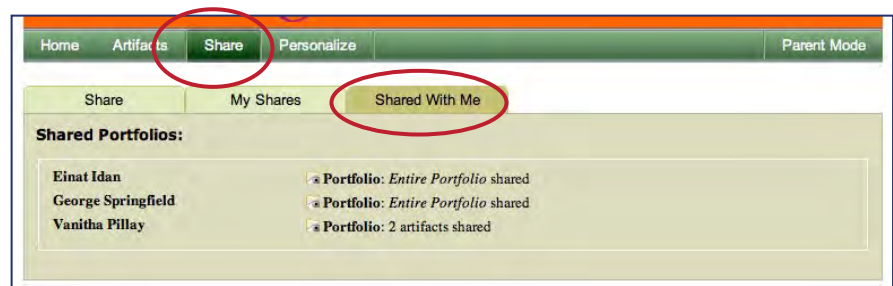 Home Artifacts Share Personalize Parent Mode
Share My Shares Shared With Me
Shared Portfolios:
Einat Idan Portfolio: Entire Portfolio shared
George Springfield Portfolio: Entire Portfolio shared
Vanitha Pillay Portfolio: 2 artifacts shared